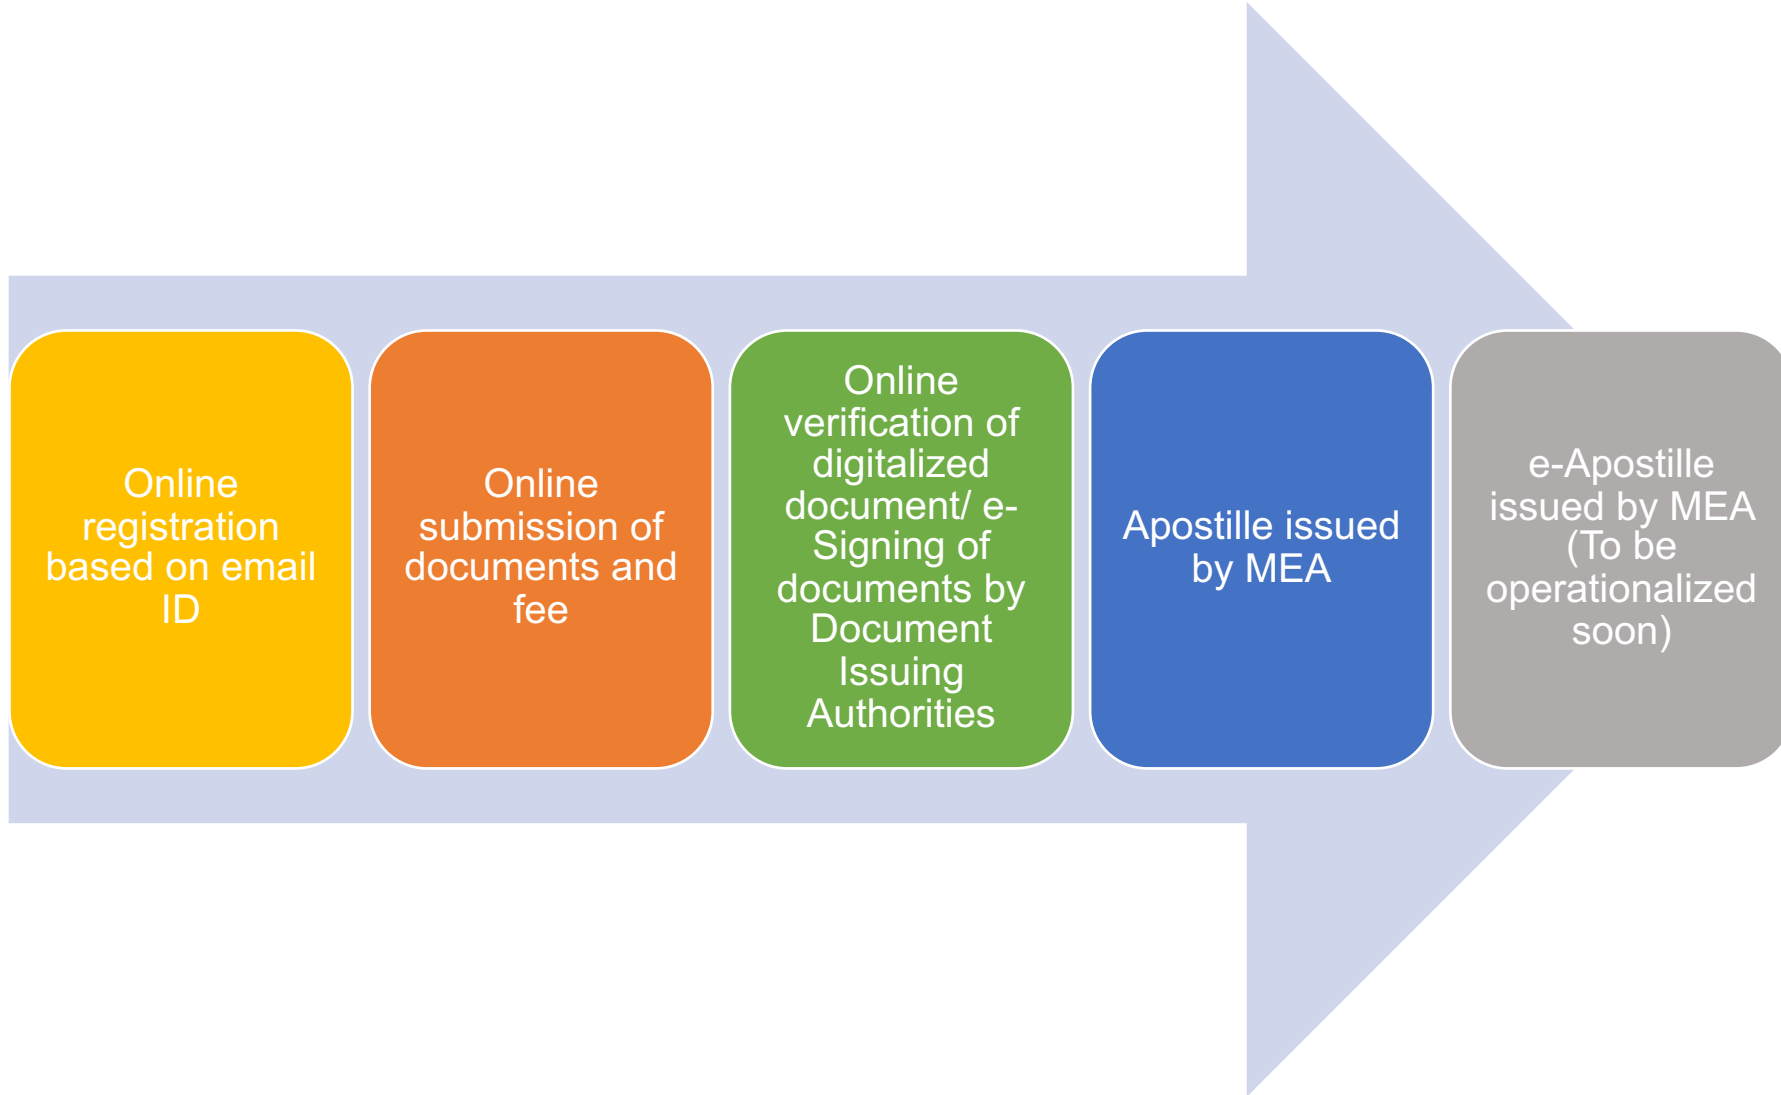 Online
registration
based on email
ID
Online
submission of
documents and
fee
Online
verification of
digitalized
document/ e-
Signing of
documents by
Document
Issuing
Authorities
Apostille issued
by MEA
e-Apostille
issued by MEA
(To be
operationalized
soon)